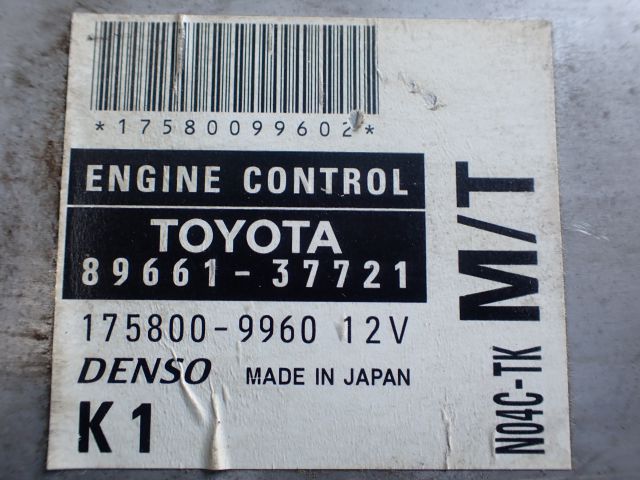 *17580099602*
ENGINE CONTROL
TOYOTA
89661-37721
175800-9960 12V
DENSO MADE IN JAPAN
K1
M/T
N04C-TK